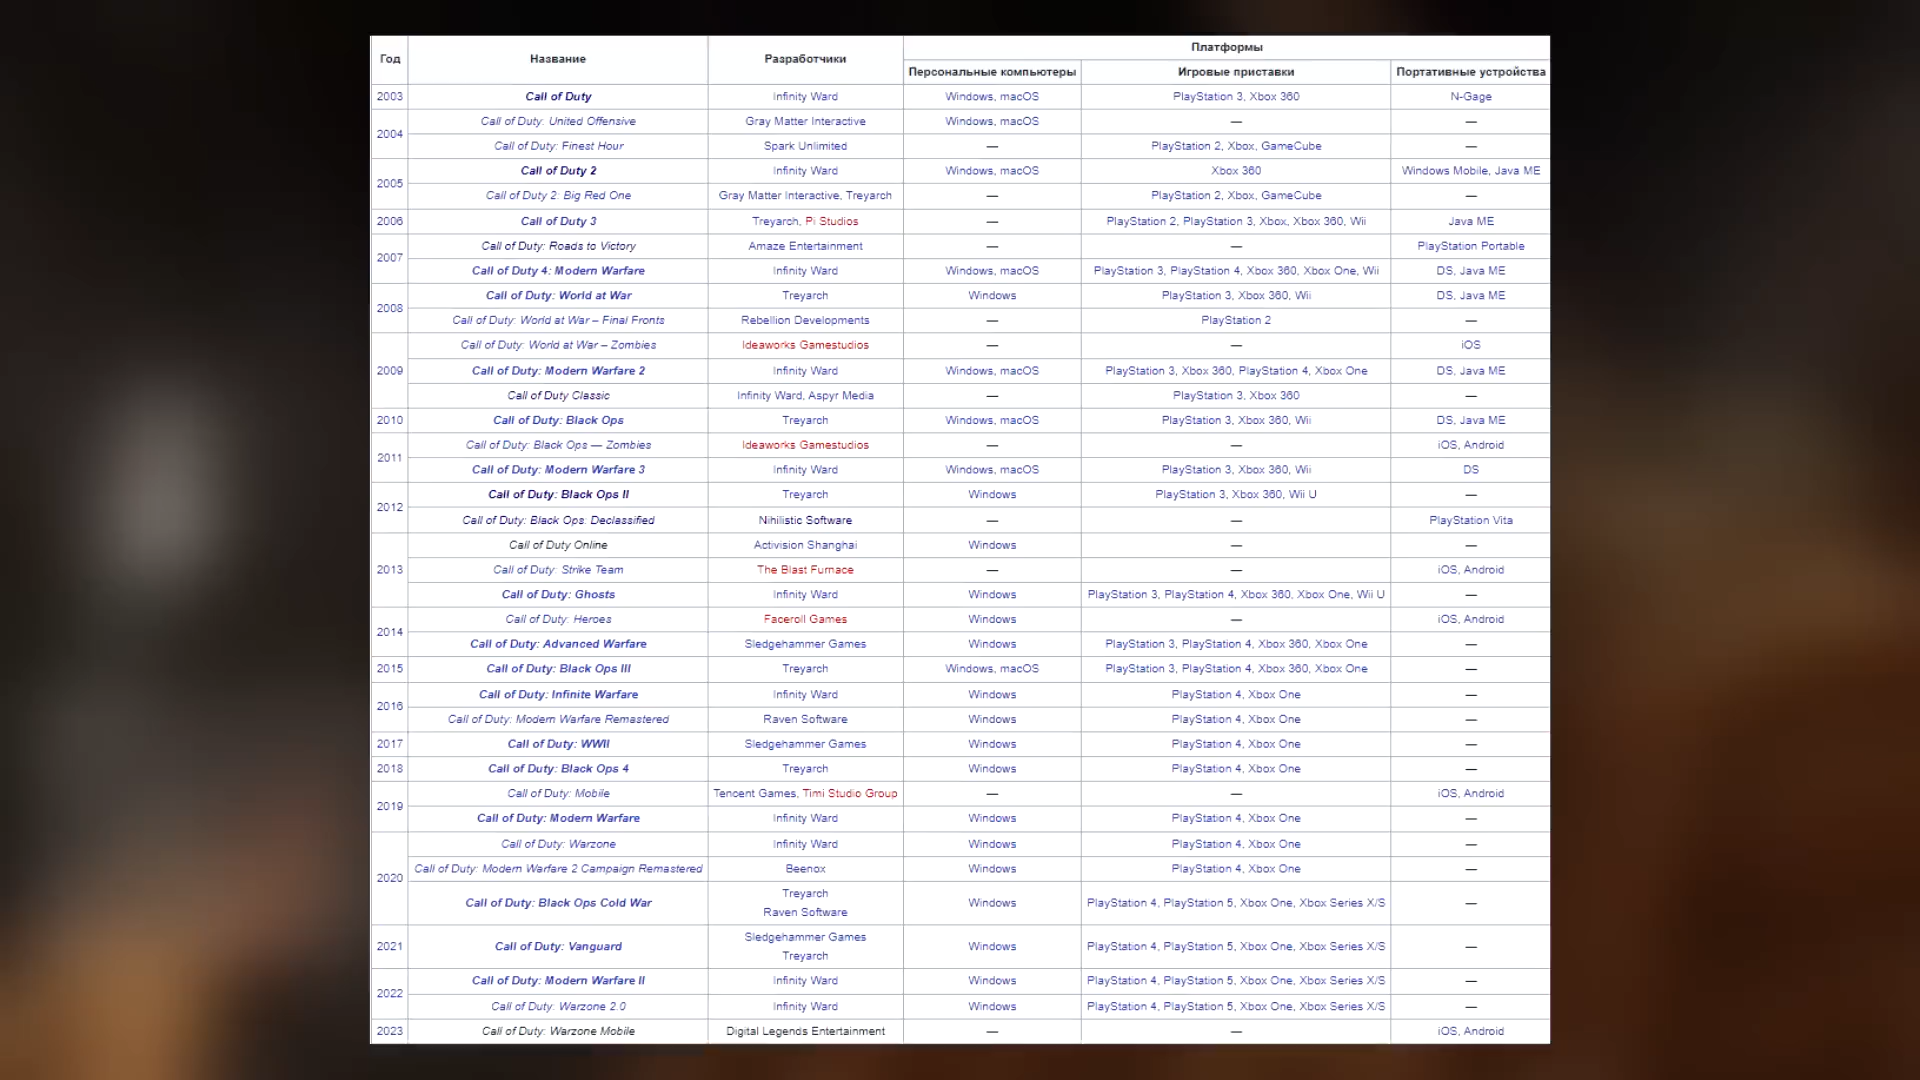 Год Название Разработчики Платформы
Персональные компьютеры Игровые приставки Портативные устройства
2003 Call of Duty Infinity Ward Windows, macOS PlayStation 3, Xbox 360 N-Gage
2004 Call of Duty: United Offensive Gray Matter Interactive Windows, macOS — —
Call of Duty: Finest Hour Spark Unlimited — PlayStation 2, Xbox, GameCube —
2005 Call of Duty 2 Infinity Ward Windows, macOS Xbox 360 Windows Mobile, Java ME
Call of Duty 2: Big Red One Gray Matter Interactive, Treyarch — PlayStation 2, Xbox, GameCube —
2006 Call of Duty 3 Treyarch, Pi Studios — PlayStation 2, PlayStation 3, Xbox, Xbox 360, Wii Java ME
2007 Call of Duty: Roads to Victory Amaze Entertainment — — PlayStation Portable
Call of Duty 4: Modern Warfare Infinity Ward Windows, macOS PlayStation 3, PlayStation 4, Xbox 360, Xbox One, Wii DS, Java ME
2008 Call of Duty: World at War Treyarch Windows PlayStation 3, Xbox 360, Wii DS, Java ME
Call of Duty: World at War – Final Fronts Rebellion Developments — PlayStation 2 —
2009 Call of Duty: World at War – Zombies Ideaworks Gamestudios — — iOS
Call of Duty: Modern Warfare 2 Infinity Ward Windows, macOS PlayStation 3, Xbox 360, PlayStation 4, Xbox One DS, Java ME
Call of Duty Classic Infinity Ward, Aspyr Media — PlayStation 3, Xbox 360 —
2010 Call of Duty: Black Ops Treyarch Windows, macOS PlayStation 3, Xbox 360, Wii DS, Java ME
2011 Call of Duty: Black Ops — Zombies Ideaworks Gamestudios — — iOS, Android
Call of Duty: Modern Warfare 3 Infinity Ward Windows, macOS PlayStation 3, Xbox 360, Wii DS
2012 Call of Duty: Black Ops II Treyarch Windows PlayStation 3, Xbox 360, Wii U —
Call of Duty: Black Ops: Declassified Nihilistic Software — — PlayStation Vita
2013 Call of Duty Online Activision Shanghai Windows — —
Call of Duty: Strike Team The Blast Furnace — — iOS, Android
Call of Duty: Ghosts Infinity Ward Windows PlayStation 3, PlayStation 4, Xbox 360, Xbox One, Wii U —
2014 Call of Duty: Heroes Faceroll Games Windows — iOS, Android
Call of Duty: Advanced Warfare Sledgehammer Games Windows PlayStation 3, PlayStation 4, Xbox 360, Xbox One —
2015 Call of Duty: Black Ops III Treyarch Windows, macOS PlayStation 3, PlayStation 4, Xbox 360, Xbox One —
2016 Call of Duty: Infinite Warfare Infinity Ward Windows PlayStation 4, Xbox One —
Call of Duty: Modern Warfare Remastered Raven Software Windows PlayStation 4, Xbox One —
2017 Call of Duty: WWII Sledgehammer Games Windows PlayStation 4, Xbox One —
2018 Call of Duty: Black Ops 4 Treyarch Windows PlayStation 4, Xbox One —
2019 Call of Duty: Mobile Tencent Games, Timi Studio Group — — iOS, Android
Call of Duty: Modern Warfare Infinity Ward Windows PlayStation 4, Xbox One —
2020 Call of Duty: Warzone Infinity Ward Windows PlayStation 4, Xbox One —
Call of Duty: Modern Warfare 2 Campaign Remastered Beenox Windows PlayStation 4, Xbox One —
Call of Duty: Black Ops Cold War Treyarch Windows PlayStation 4, PlayStation 5, Xbox One, Xbox Series X/S —
Raven Software
2021 Call of Duty: Vanguard Sledgehammer Games Windows PlayStation 4, PlayStation 5, Xbox One, Xbox Series X/S —
Treyarch
2022 Call of Duty: Modern Warfare II Infinity Ward Windows PlayStation 4, PlayStation 5, Xbox One, Xbox Series X/S —
Call of Duty: Warzone 2.0 Infinity Ward Windows PlayStation 4, PlayStation 5, Xbox One, Xbox Series X/S —
2023 Call of Duty: Warzone Mobile Digital Legends Entertainment — — iOS, Android